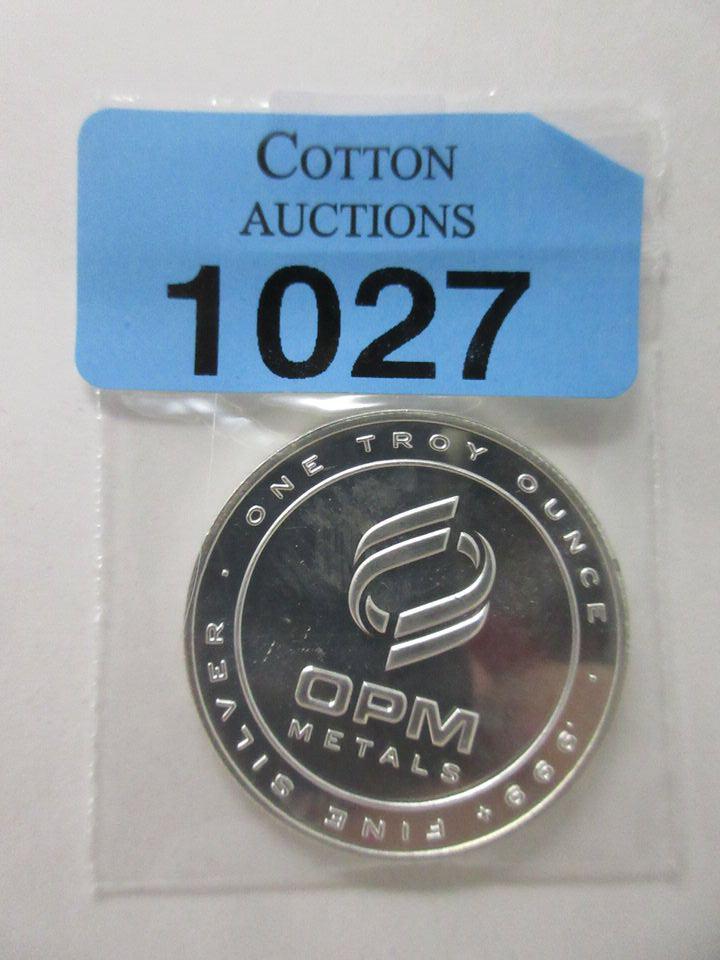 COTTON
AUCTIONS
1027
ONE TROY OUNCE
OPM
METALS
.999+ FINE SILVER